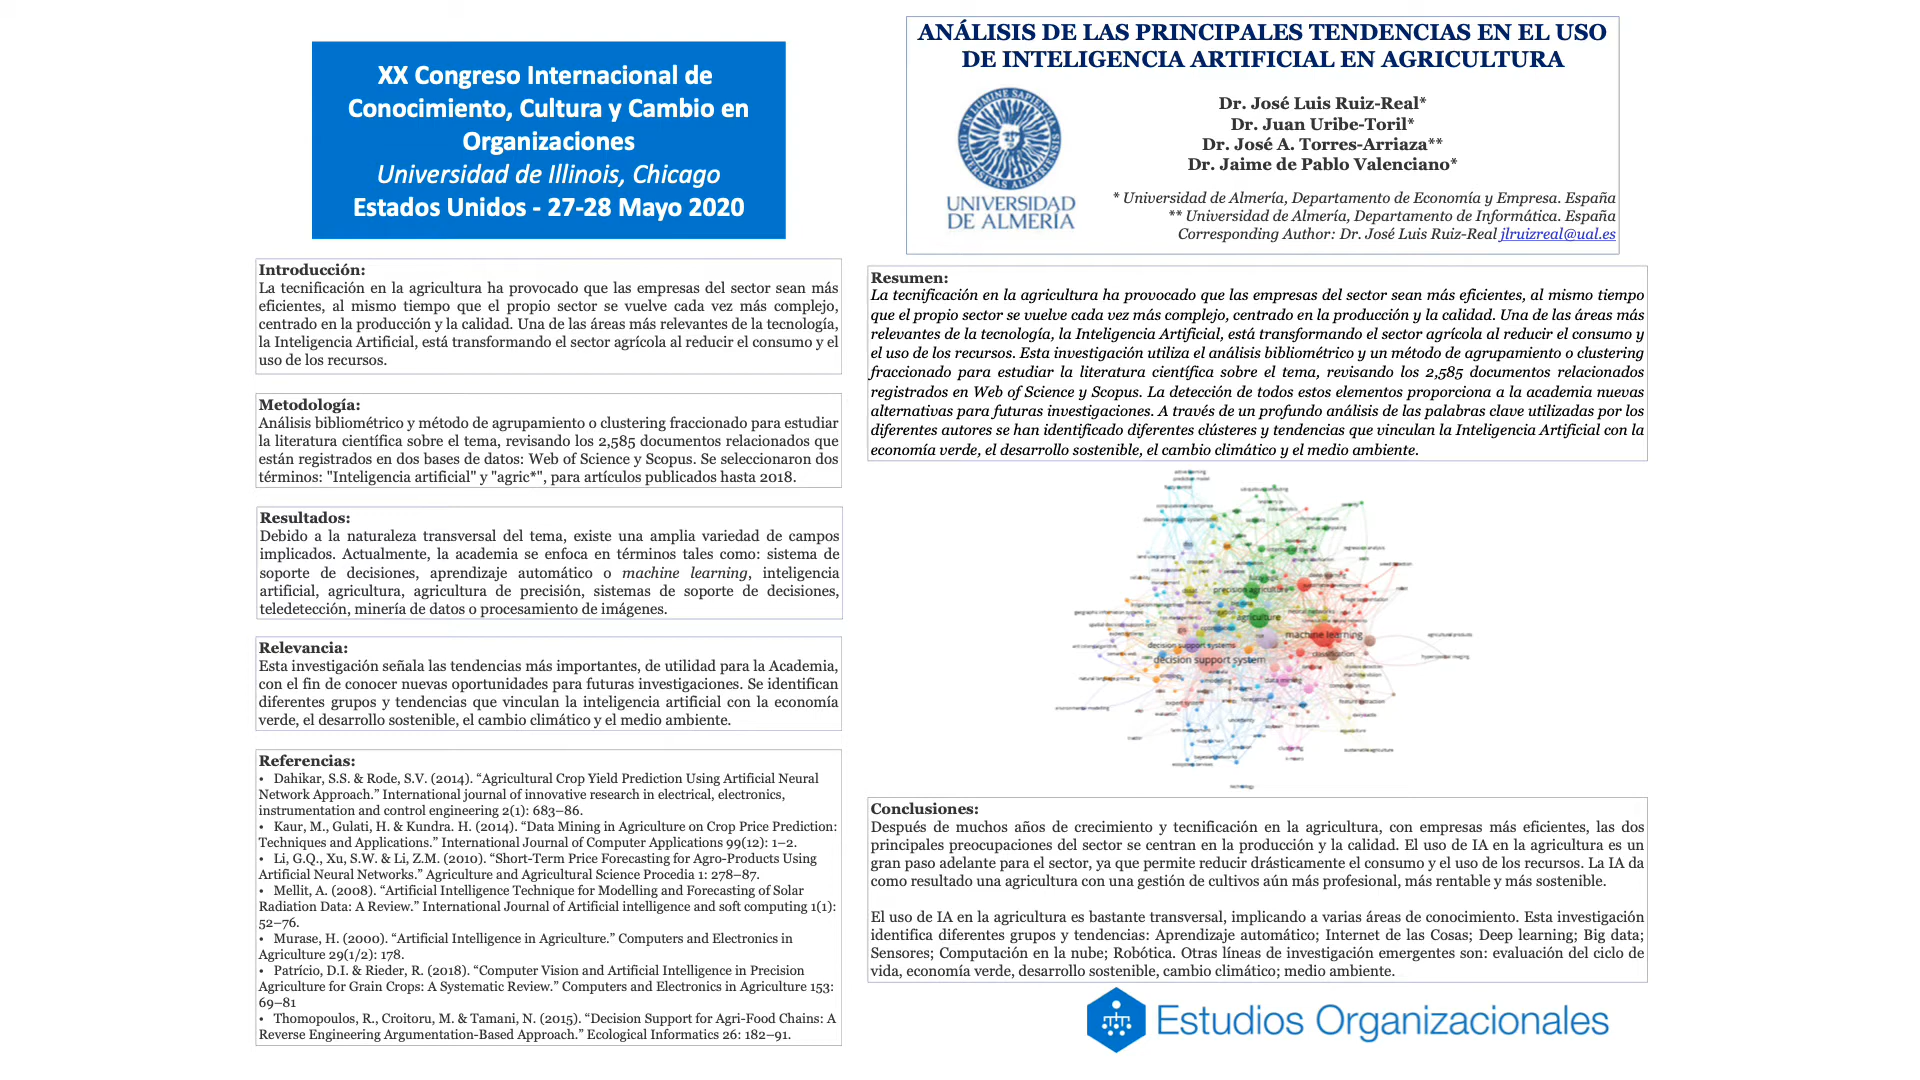 XX Congreso Internacional de
Conocimiento, Cultura y Cambio en
Organizaciones
Universidad de Illinois, Chicago
Estados Unidos - 27-28 Mayo 2020
Introducción:
La tecnificación en la agricultura ha provocado que las empresas del sector sean más
eficientes, al mismo tiempo que el propio sector se vuelve cada vez más complejo,
centrado en la producción y la calidad. Una de las áreas más relevantes de la tecnología,
la Inteligencia Artificial, está transformando el sector agrícola al reducir el consumo y el
uso de los recursos.
Metodología:
Análisis bibliométrico y método de agrupamiento o clustering fraccionado para estudiar
la literatura científica sobre el tema, revisando los 2,585 documentos relacionados que
están registrados en dos bases de datos: Web of Science y Scopus. Se seleccionaron dos
términos: "Inteligencia artificial" y "agric*", para artículos publicados hasta 2018.
Resultados:
Debido a la naturaleza transversal del tema, existe una amplia variedad de campos
implicados. Actualmente, la academia se enfoca en términos tales como: sistema de
soporte de decisiones, aprendizaje automático o machine learning, inteligencia
artificial, agricultura, agricultura de precisión, sistemas de soporte de decisiones,
teledetección, minería de datos o procesamiento de imágenes.
Relevancia:
Esta investigación señala las tendencias más importantes, de utilidad para la Academia,
con el fin de conocer nuevas oportunidades para futuras investigaciones. Se identifican
diferentes grupos y tendencias que vinculan la inteligencia artificial con la economía
verde, el desarrollo sostenible, el cambio climático y el medio ambiente.
Referencias:
• Dahikar, S.S. & Rode, S.V. (2014). “Agricultural Crop Yield Prediction Using Artificial Neural
Network Approach.” International journal of innovative research in electrical, electronics,
instrumentation and control engineering 2(1): 683–86.
• Kaur, M., Gulati, H. & Kundra. H. (2014). “Data Mining in Agriculture on Crop Price Prediction:
Techniques and Applications.” International Journal of Computer Applications 99(12): 1–2.
• Li, G.Q., Xu, S.W. & Li, Z.M. (2010). “Short-Term Price Forecasting for Agro-Products Using
Artificial Neural Networks.” Agriculture and Agricultural Science Procedia 1: 278–87.
• Mellit, A. (2008). “Artificial Intelligence Technique for Modelling and Forecasting of Solar
Radiation Data: A Review.” International Journal of Artificial intelligence and soft computing 1(1):
52–76.
• Murase, H. (2000). “Artificial Intelligence in Agriculture.” Computers and Electronics in
Agriculture 29(1/2): 178.
• Patrício, D.I. & Rieder, R. (2018). “Computer Vision and Artificial Intelligence in Precision
Agriculture for Grain Crops: A Systematic Review.” Computers and Electronics in Agriculture 153:
69–81
• Thomopoulos, R., Croitoru, M. & Tamani, N. (2015). “Decision Support for Agri-Food Chains: A
Reverse Engineering Argumentation-Based Approach.” Ecological Informatics 26: 182–91.
ANÁLISIS DE LAS PRINCIPALES TENDENCIAS EN EL USO
DE INTELIGENCIA ARTIFICIAL EN AGRICULTURA
IN LUMINE SAPIENTIA
UNIVERSITAS ALMERIENSIS
UNIVERSIDAD
DE ALMERÍA
Dr. José Luis Ruiz-Real*
Dr. Juan Uribe-Toril*
Dr. José A. Torres-Arriaza**
Dr. Jaime de Pablo Valenciano*
* Universidad de Almería, Departamento de Economía y Empresa. España
** Universidad de Almería, Departamento de Informática. España
Corresponding Author: Dr. José Luis Ruiz-Real jlruizreal@ual.es
Resumen:
La tecnificación en la agricultura ha provocado que las empresas del sector sean más eficientes, al mismo tiempo
que el propio sector se vuelve cada vez más complejo, centrado en la producción y la calidad. Una de las áreas más
relevantes de la tecnología, la Inteligencia Artificial, está transformando el sector agrícola al reducir el consumo y
el uso de los recursos. Esta investigación utiliza el análisis bibliométrico y un método de agrupamiento o clustering
fraccionado para estudiar la literatura científica sobre el tema, revisando los 2,585 documentos relacionados
registrados en Web of Science y Scopus. La detección de todos estos elementos proporciona a la academia nuevas
alternativas para futuras investigaciones. A través de un profundo análisis de las palabras clave utilizadas por los
diferentes autores se han identificado diferentes clústeres y tendencias que vinculan la Inteligencia Artificial con la
economía verde, el desarrollo sostenible, el cambio climático y el medio ambiente.
precision agriculture
agriculture
machine learning
decision support systems
decision support system
classification
data mining
Conclusiones:
Después de muchos años de crecimiento y tecnificación en la agricultura, con empresas más eficientes, las dos
principales preocupaciones del sector se centran en la producción y la calidad. El uso de IA en la agricultura es un
gran paso adelante para el sector, ya que permite reducir drásticamente el consumo y el uso de los recursos. La IA da
como resultado una agricultura con una gestión de cultivos aún más profesional, más rentable y más sostenible.
El uso de IA en la agricultura es bastante transversal, implicando a varias áreas de conocimiento. Esta investigación
identifica diferentes grupos y tendencias: Aprendizaje automático; Internet de las Cosas; Deep learning; Big data;
Sensores; Computación en la nube; Robótica. Otras líneas de investigación emergentes son: evaluación del ciclo de
vida, economía verde, desarrollo sostenible, cambio climático; medio ambiente.
Estudios Organizacionales